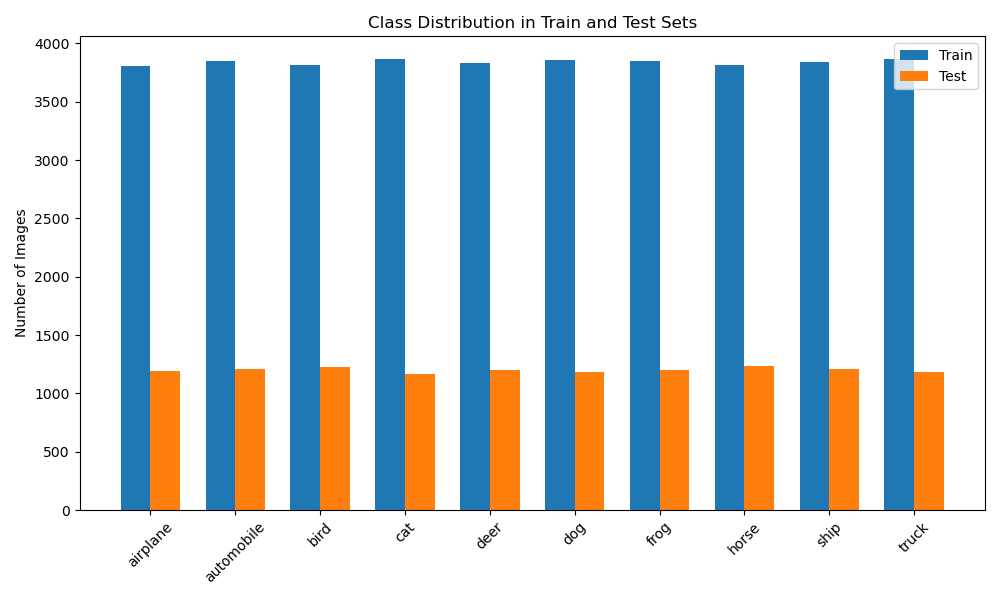 Class Distribution in Train and Test Sets
Train
Test
Number of Images
4000
3500
3000
2500
2000
1500
1000
500
0
airplane
automobile
bird
cat
deer
dog
frog
horse
ship
truck